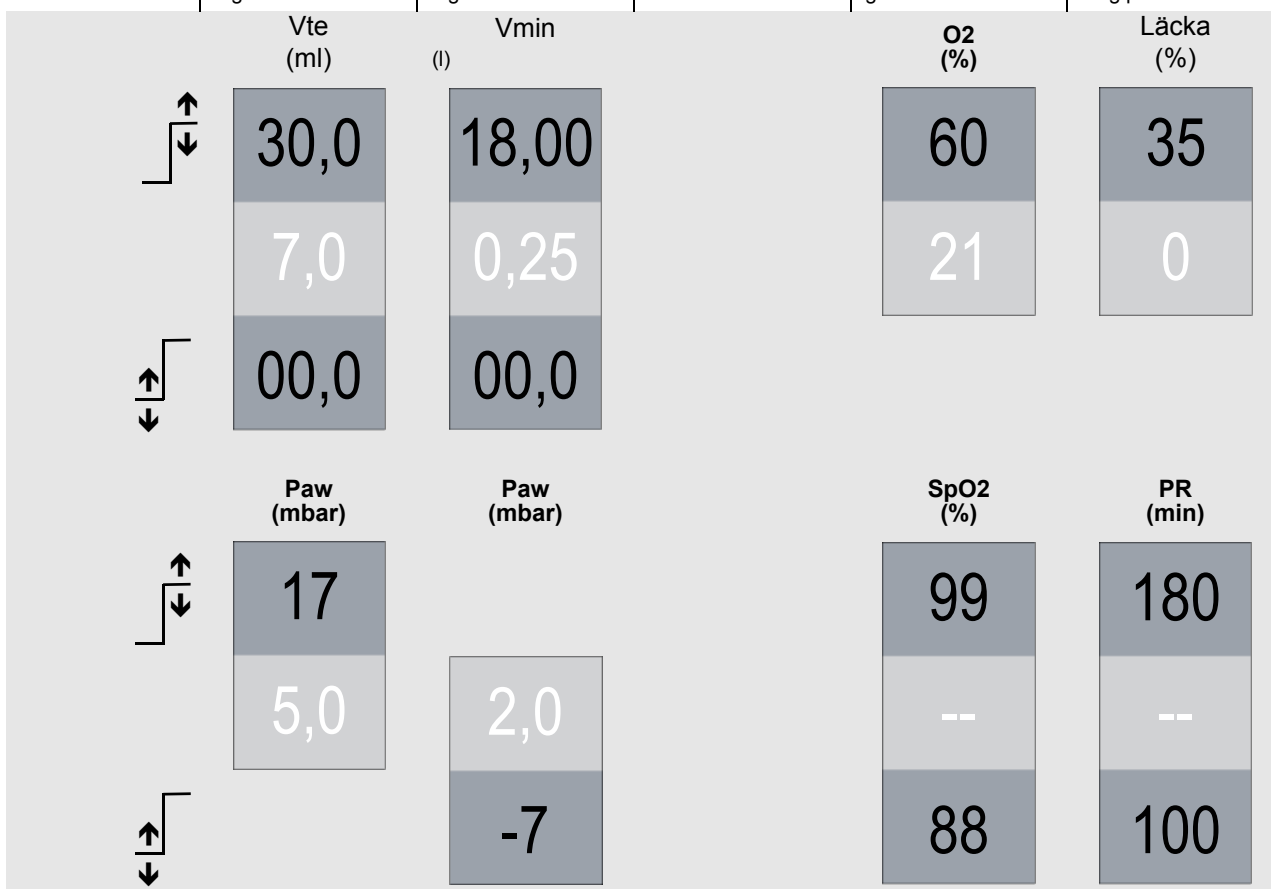 Vte Vmin O2 Läcka
(ml) (l) (%) (%)
30,0 18,00 60 35
7,0 0,25 21 0
00,0 00,0
Paw Paw SpO2 PR
(mbar) (mbar) (%) (min)
17 99 180
5,0 2,0 -- --
-7 88 100